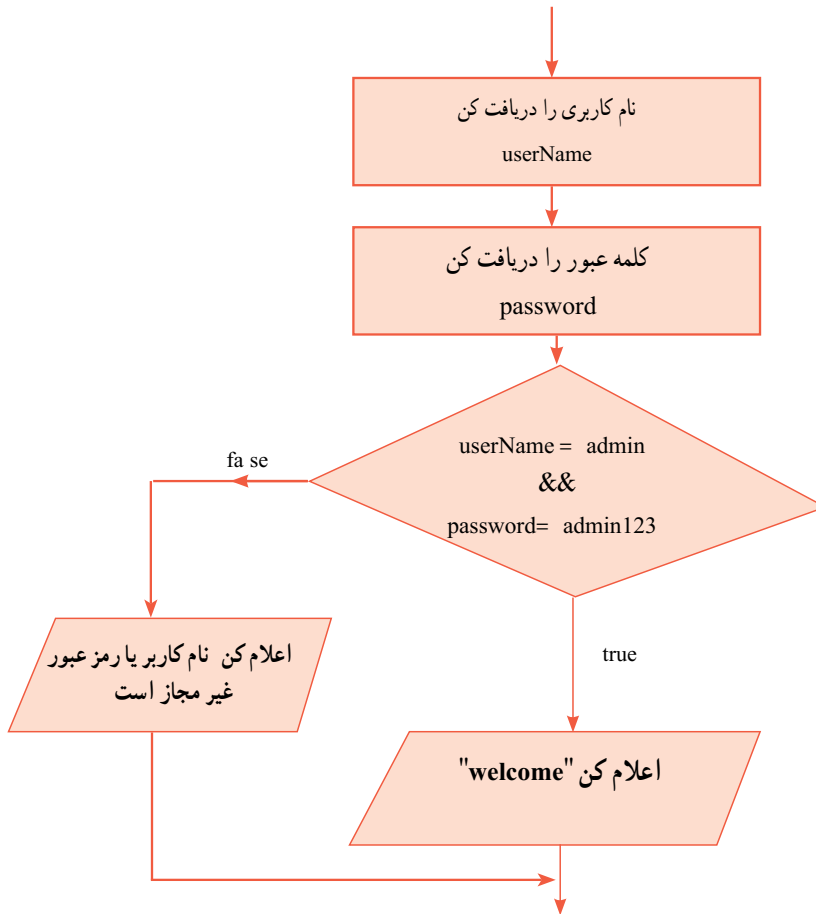 نام کاربری را دریافت کن
userName
کلمه عبور را دریافت کن
password
userName = admin
&&
password= admin123
fa se
true
اعلام کن نام کاربر یا رمز عبور
غیر مجاز است
اعلام کن "welcome"